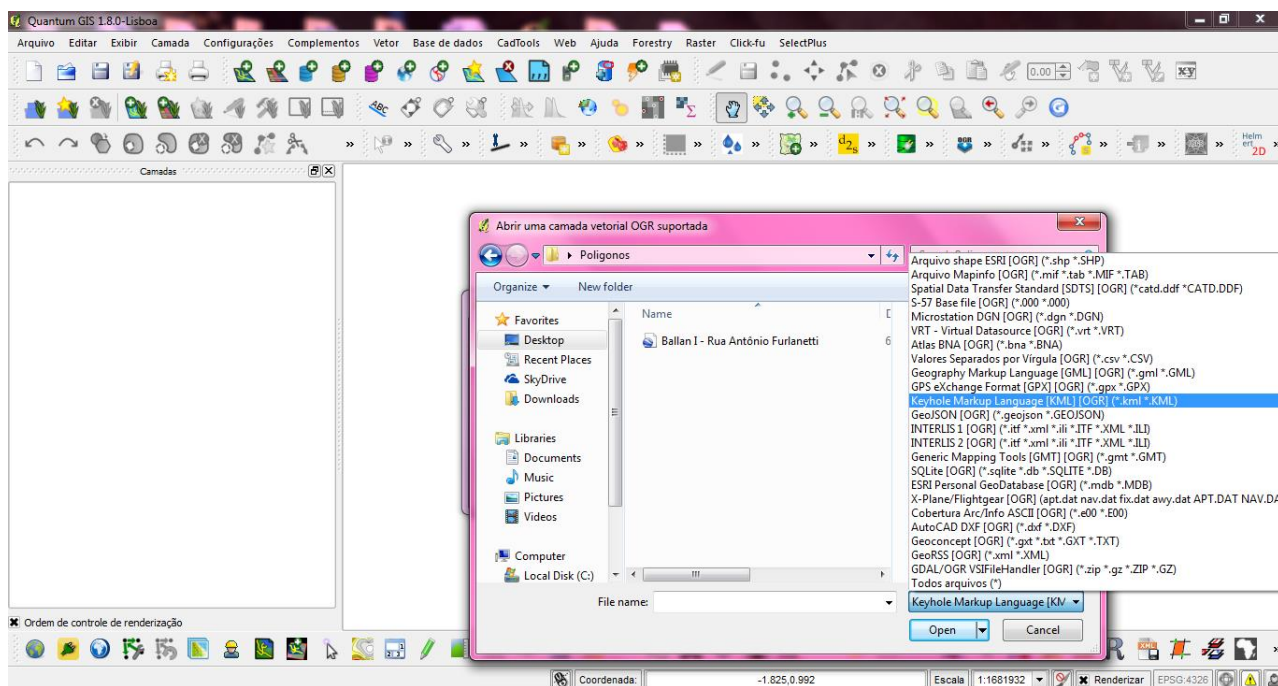 Quantum GIS 1.8.0-Lisboa
Arquivo Editar Exibir Camada Configurações Complementos Vetor Base de dados CadTools Web Ajuda Forestry Raster Click-fu SelectPlus
0.00
XY
ABC
Helm
ert 2D
Camadas
Abrir uma camada vetorial OGR suportada
Poligonos
Organize New folder
Favorites
Desktop
Recent Places
SkyDrive
Downloads
Libraries
Documents
Music
Pictures
Videos
Computer
Local Disk (C:)
Name
Ballan I - Rua Antônio Furlanetti 6
Arquivo shape ESRI [OGR] (*.shp *.SHP)
Arquivo Mapinfo [OGR] (*.mif *.tab *.MIF *.TAB)
Spatial Data Transfer Standard [SDTS] [OGR] (*catd.ddf *CATD.DDF)
S-57 Base file [OGR] (*.000 *.000)
Microstation DGN [OGR] (*.dgn *.DGN)
VRT - Virtual Datasource [OGR] (*.vrt *.VRT)
Atlas BNA [OGR] (*.bna *.BNA)
Valores Separados por Vírgula [OGR] (*.csv *.CSV)
Geography Markup Language [GML] [OGR] (*.gml *.GML)
GPS eXchange Format [GPX] [OGR] (*.gpx *.GPX)
Keyhole Markup Language [KML] [OGR] (*.kml *.KML)
GeoJSON [OGR] (*.geojson *.GEOJSON)
INTERLIS 1 [OGR] (*.itf *.xml *.ili *.ITF *.XML *.ILI)
INTERLIS 2 [OGR] (*.itf *.xml *.ili *.ITF *.XML *.ILI)
Generic Mapping Tools [GMT] [OGR] (*.gmt *.GMT)
SQLite [OGR] (*.sqlite *.db *.SQLITE *.DB)
ESRI Personal GeoDatabase [OGR] (*.mdb *.MDB)
X-Plane/Flightgear [OGR] (apt.dat nav.dat fix.dat awy.dat APT.DAT NAV.DA
Cobertura Arc/Info ASCII [OGR] (*.e00 *.E00)
AutoCAD DXF [OGR] (*.dxf *.DXF)
Geoconcept [OGR] (*.gxt *.txt *.GXT *.TXT)
GeoRSS [OGR] (*.xml *.XML)
GDAL/OGR VSIFileHandler [OGR] (*.zip *.gz *.ZIP *.GZ)
Todos arquivos (*)
File name:
Keyhole Markup Language [KM
Open Cancel
Ordem de controle de renderização
Coordenada: -1.825,0.992 Escala 1:1681932 Renderizar EPSG:4326